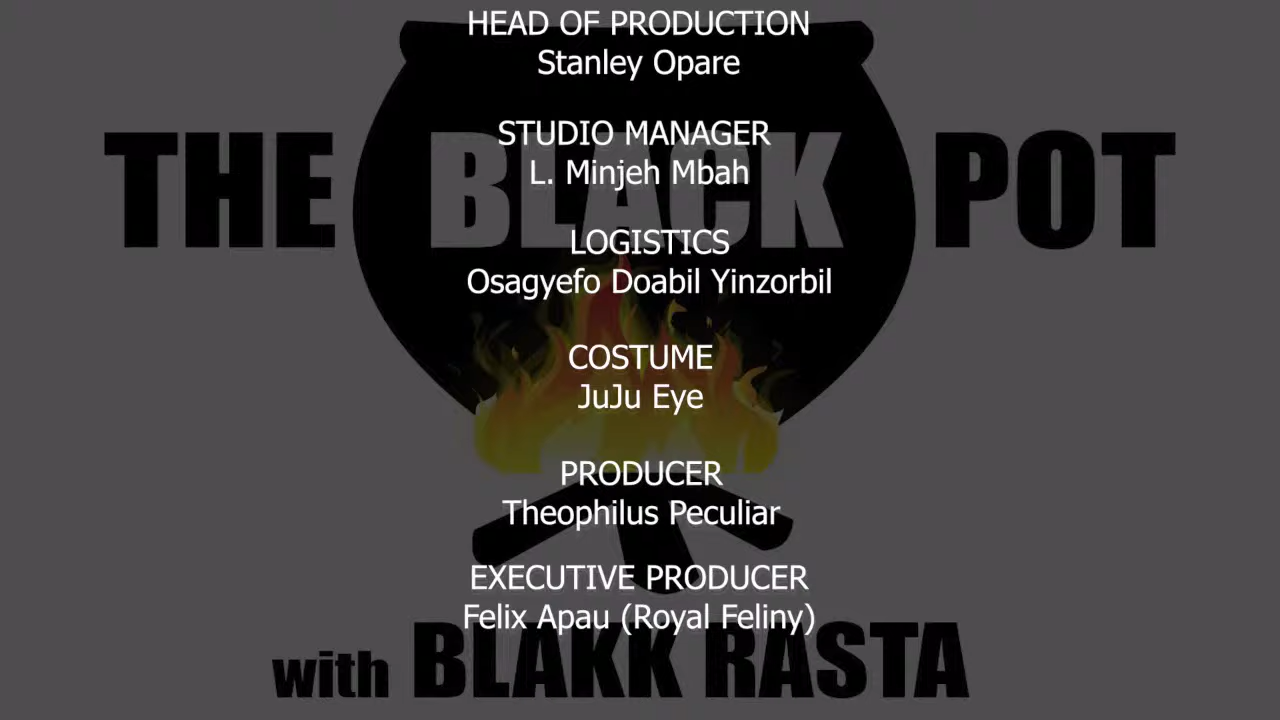 HEAD OF PRODUCTION
Stanley Opare
STUDIO MANAGER
L. Minjeh Mbah
THE BLACK POT
LOGISTICS
Osagyefo Doabil Yinzorbil
COSTUME
JuJu Eye
PRODUCER
Theophilus Peculiar
EXECUTIVE PRODUCER
Felix Apau (Royal Feliny)
with BLAKK RASTA